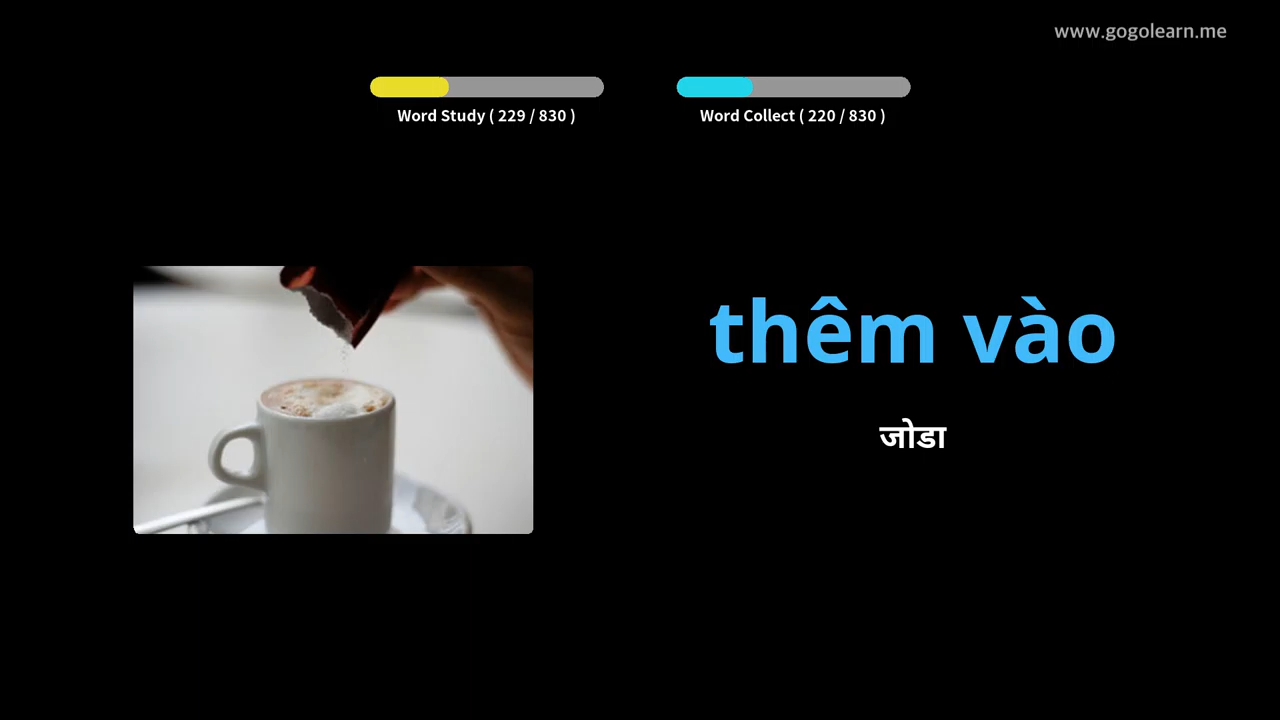 www.gogolearn.me
Word Study ( 229 / 830 )
Word Collect ( 220 / 830 )
thêm vào
जोडा